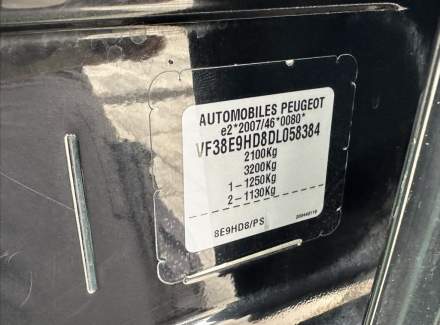 AUTOMOBILES PEUGEOT
e2*2007/46*0080*
VF38E9HD8DL058384
2100Kg
3200Kg
1-1250Kg
2-1130Kg
8E9HD8/PS